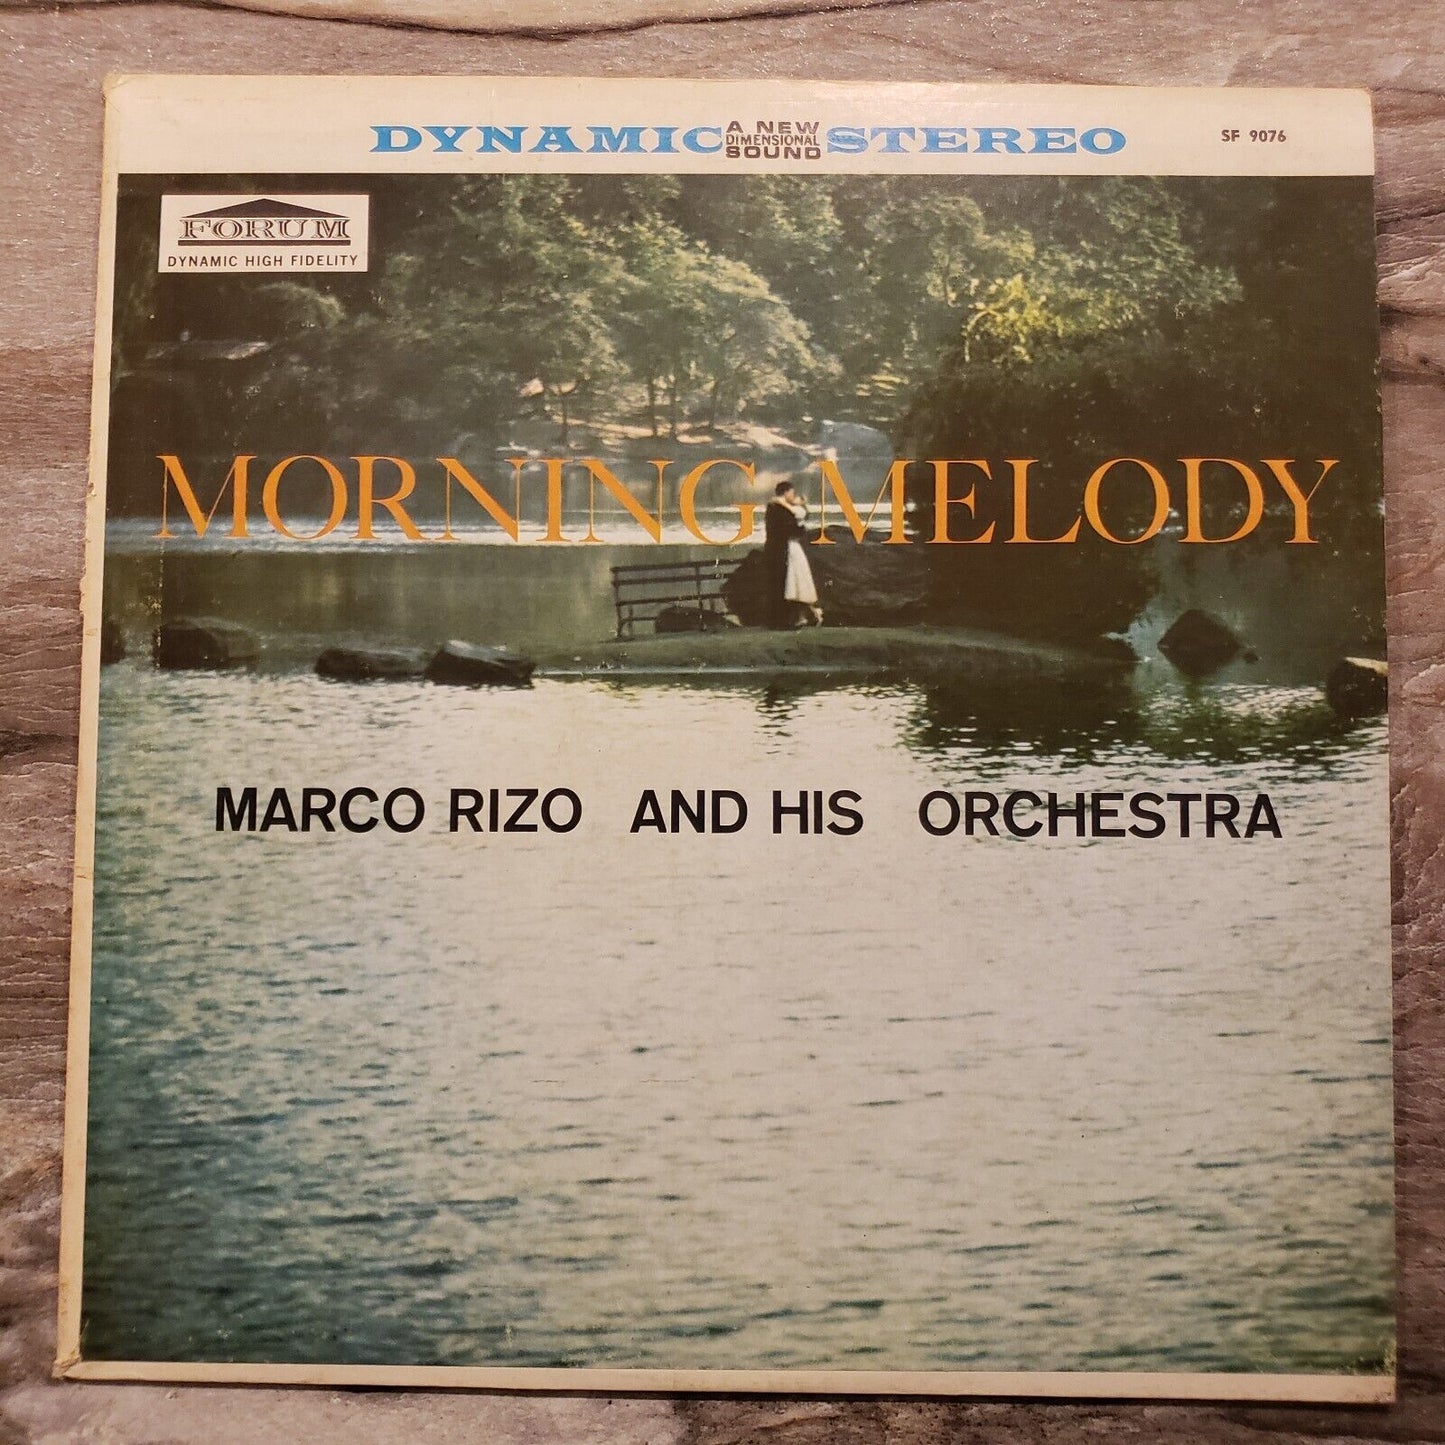 DYNAMIC A NEW DIMENSIONAL SOUND STEREO
SF 9076
FORUM
DYNAMIC HIGH FIDELITY
MORNING MELODY
MARCO RIZO AND HIS ORCHESTRA